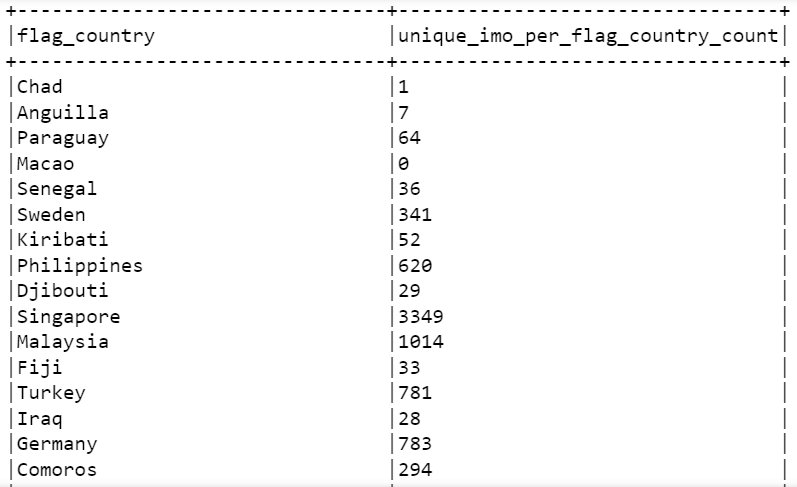 +------------------------------+--------------------------------+
|flag_country                  |unique_imo_per_flag_country_count|
+------------------------------+--------------------------------+
|Chad                          |1                               |
|Anguilla                      |7                               |
|Paraguay                      |64                              |
|Macao                         |0                               |
|Senegal                       |36                              |
|Sweden                        |341                             |
|Kiribati                      |52                              |
|Philippines                   |620                             |
|Djibouti                      |29                              |
|Singapore                     |3349                            |
|Malaysia                      |1014                            |
|Fiji                          |33                              |
|Turkey                        |781                             |
|Iraq                          |28                              |
|Germany                       |783                             |
|Comoros                       |294                             |